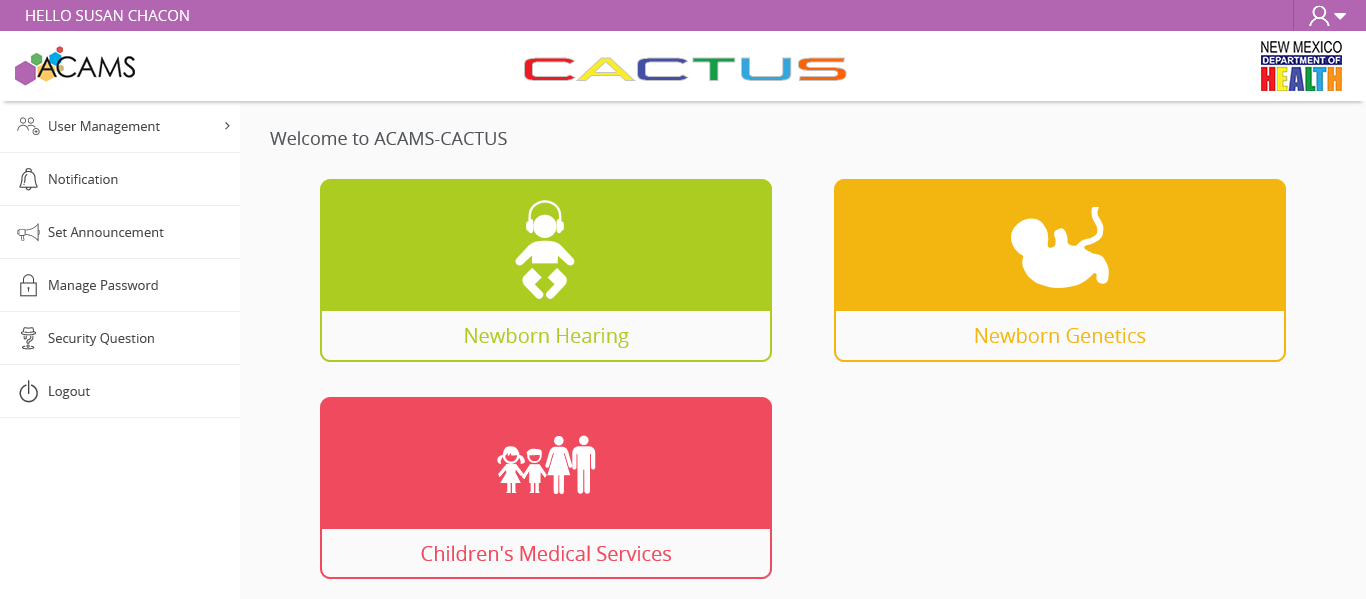 HELLO SUSAN CHACON
ACAMS
CACTUS
NEW MEXICO
DEPARTMENT OF
HEALTH
User Management
Notification
Set Announcement
Manage Password
Security Question
Logout
Welcome to ACAMS-CACTUS
Newborn Hearing
Newborn Genetics
Children's Medical Services